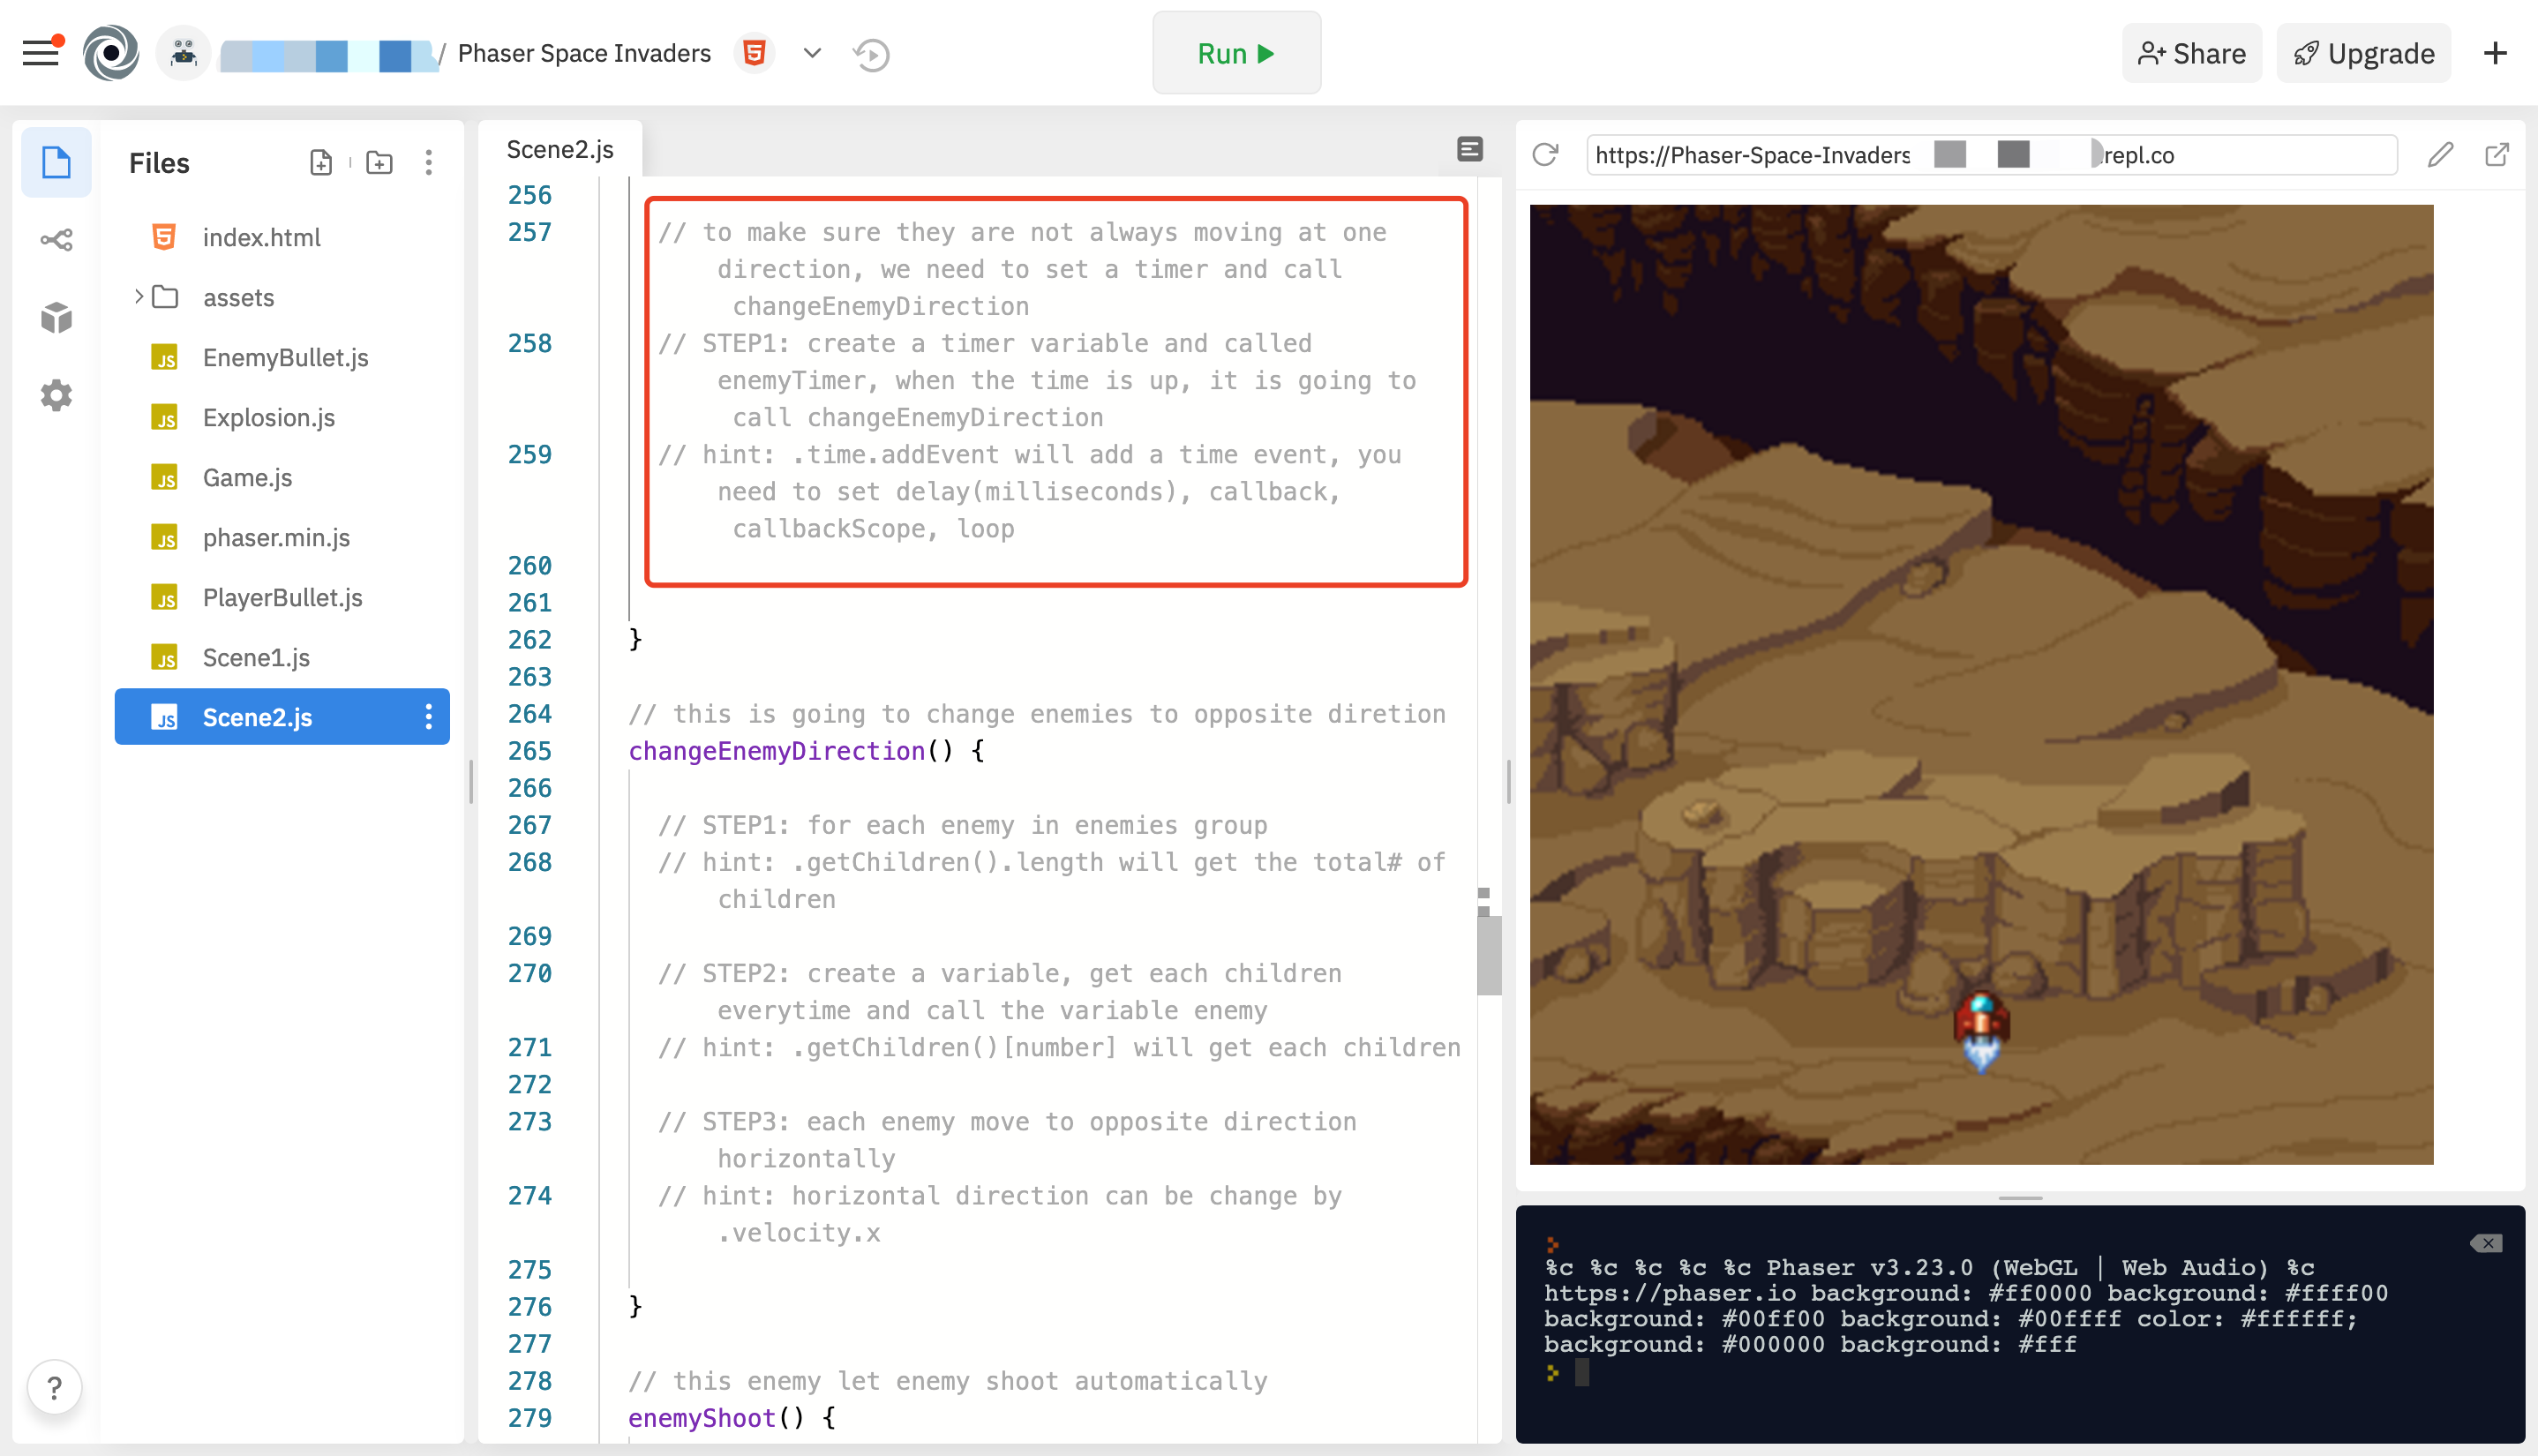 / Phaser Space Invaders
Run
Share
Upgrade
Files
index.html
assets
EnemyBullet.js
Explosion.js
Game.js
phaser.min.js
PlayerBullet.js
Scene1.js
Scene2.js
?
Scene2.js
256
257 // to make sure they are not always moving at one
direction, we need to set a timer and call
changeEnemyDirection
258 // STEP1: create a timer variable and called
enemyTimer, when the time is up, it is going to
call changeEnemyDirection
259 // hint: .time.addEvent will add a time event, you
need to set delay(milliseconds), callback,
callbackScope, loop
260
261
262 }
263
264 // this is going to change enemies to opposite diretion
265 changeEnemyDirection() {
266
267 // STEP1: for each enemy in enemies group
268 // hint: .getChildren().length will get the total# of
children
269
270 // STEP2: create a variable, get each children
everytime and call the variable enemy
271 // hint: .getChildren()[number] will get each children
272
273 // STEP3: each enemy move to opposite direction
horizontally
274 // hint: horizontal direction can be change by
.velocity.x
275
276 }
277
278 // this enemy let enemy shoot automatically
279 enemyShoot() {
https://Phaser-Space-Invaders .repl.co
%c %c %c %c %c Phaser v3.23.0 (WebGL | Web Audio) %c
https://phaser.io background: #ff0000 background: #ffff00
background: #00ff00 background: #00ffff color: #ffffff;
background: #000000 background: #fff